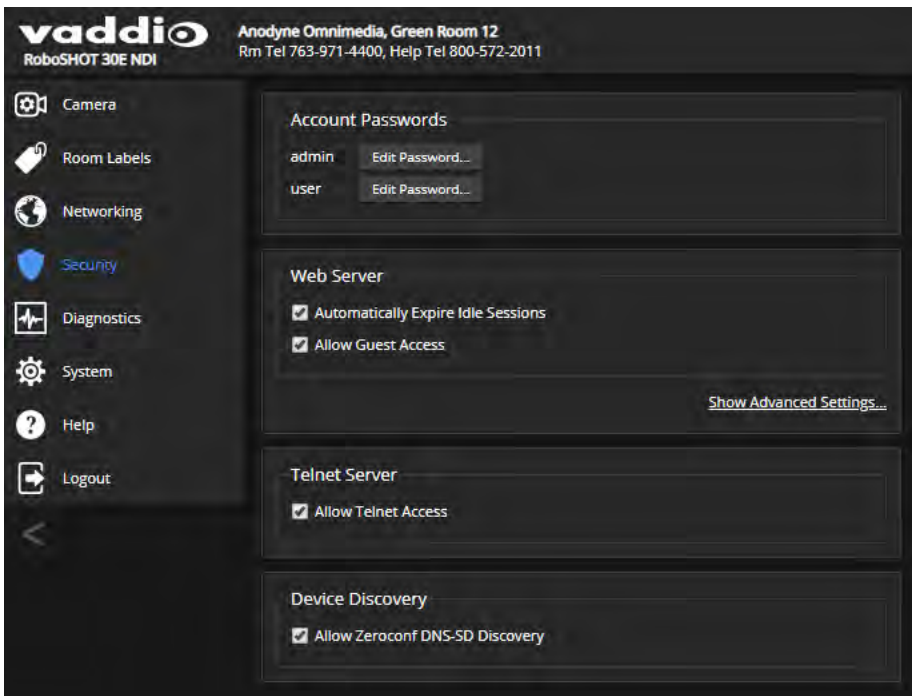 vaddio
RoboSHOT 30E NDI
Anodyne Omnimedia, Green Room 12
Rm Tel 763-971-4400, Help Tel 800-572-2011
Camera
Room Labels
Networking
Security
Diagnostics
System
Help
Logout
<
Account Passwords
admin Edit Password...
user Edit Password...
Web Server
Automatically Expire Idle Sessions
Allow Guest Access
Show Advanced Settings...
Telnet Server
Allow Telnet Access
Device Discovery
Allow Zeroconf DNS-SD Discovery